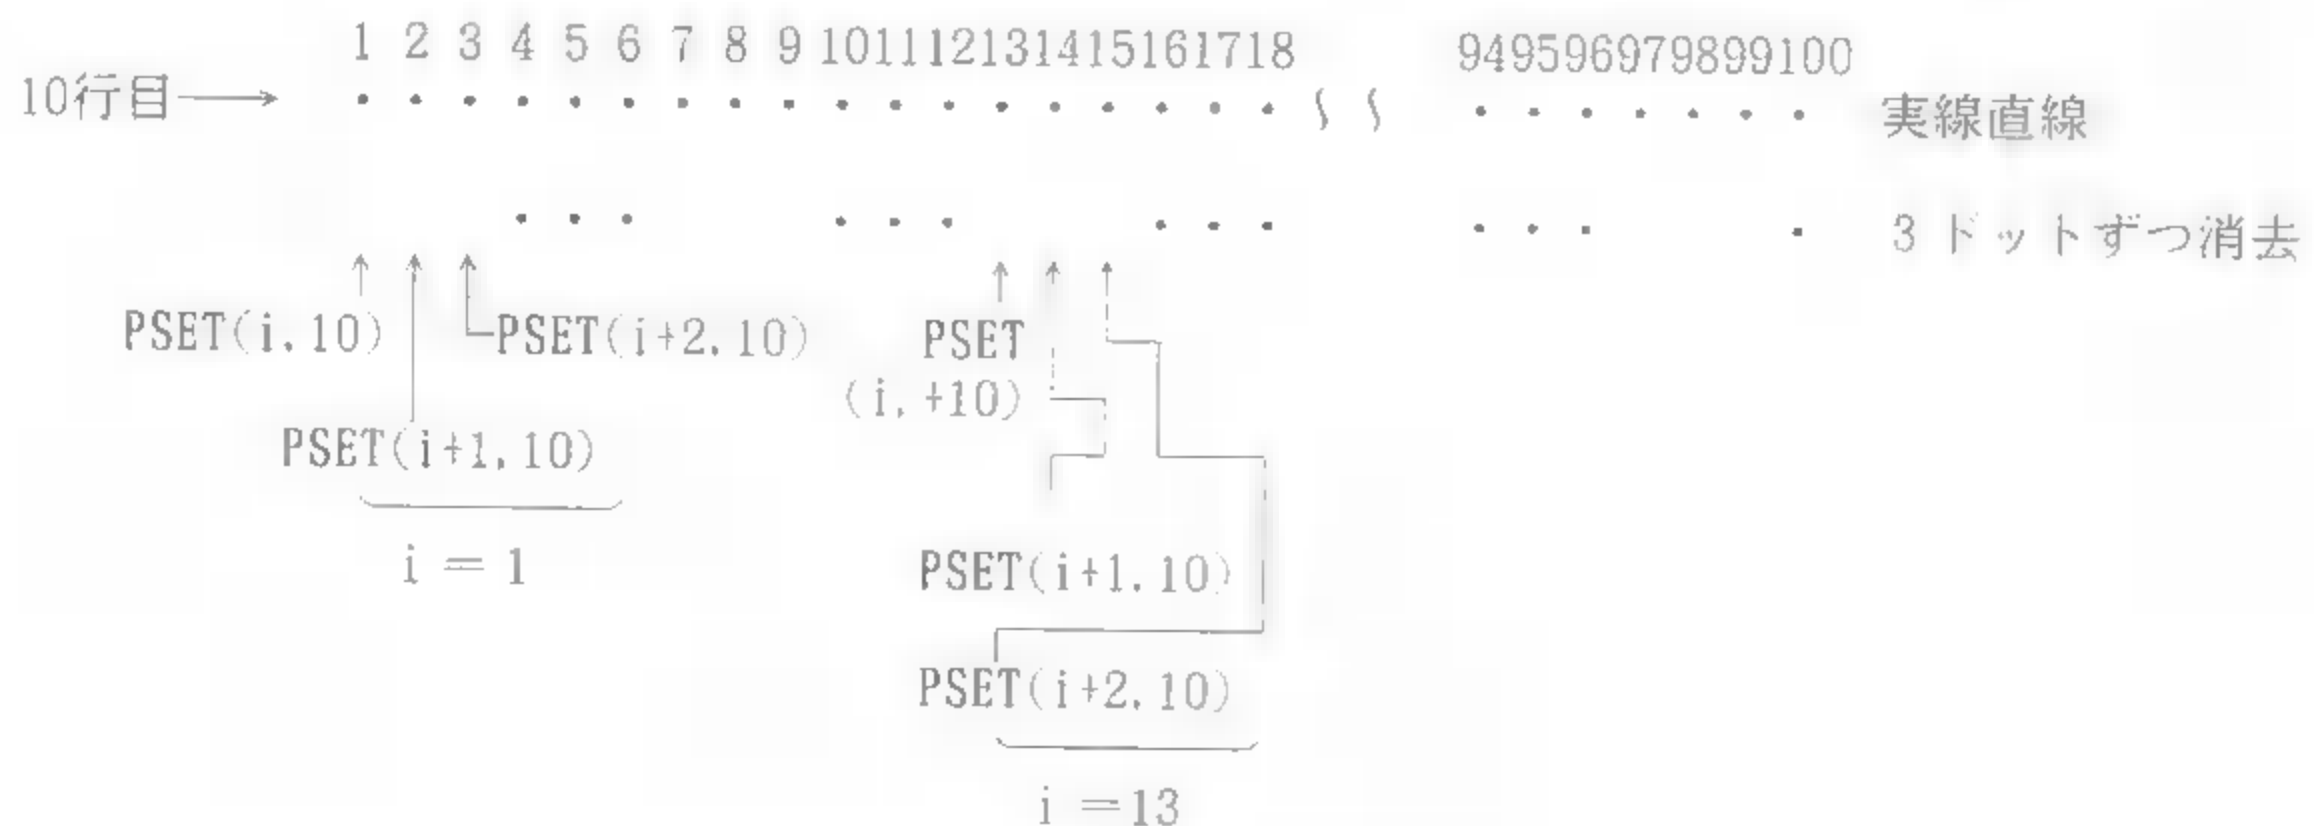 1 2 3 4 5 6 7 8 9 101112131415161718 949596979899100
10行目 実線直線
3ドットずつ消去
PSET(i,10) PSET(i+2,10) PSET
(i,+10)
PSET(i+1,10)
i = 1 PSET(i+1,10)
PSET(i+2,10)
i =13